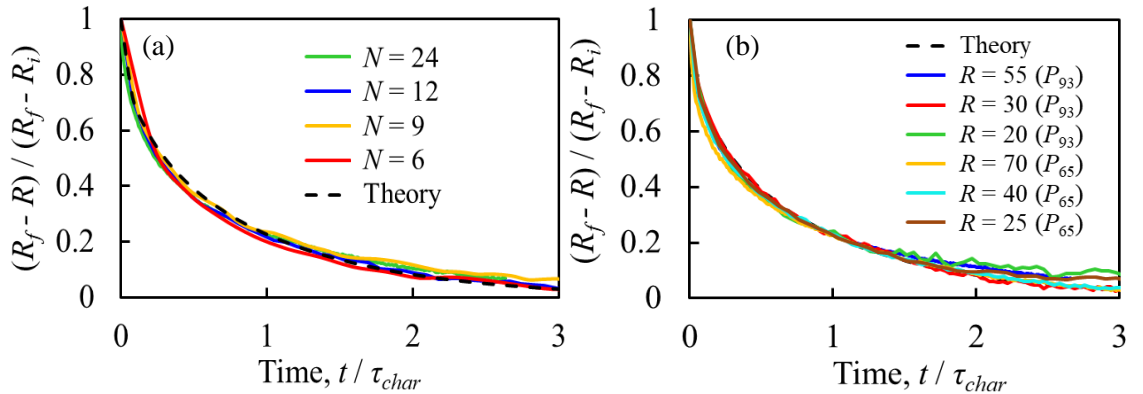 (R_f - R) / (R_f - R_i)
1
0.8
0.6
0.4
0.2
0
(a)
N = 24
N = 12
N = 9
N = 6
Theory
0 1 2 3
Time, t / τ_char
(R_f - R) / (R_f - R_i)
1
0.8
0.6
0.4
0.2
0
(b)
Theory
R = 55 (P_93)
R = 30 (P_93)
R = 20 (P_93)
R = 70 (P_65)
R = 40 (P_65)
R = 25 (P_65)
0 1 2 3
Time, t / τ_char